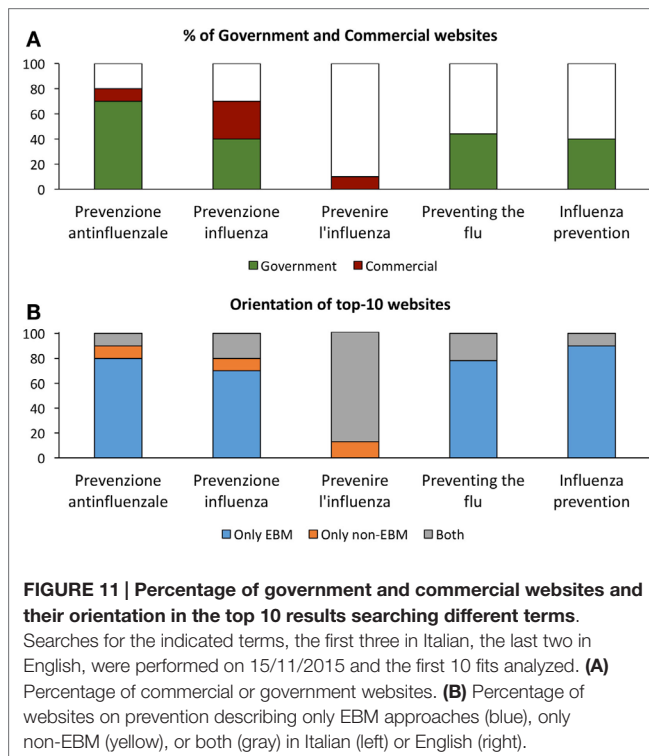 A
% of Government and Commercial websites
100
80
60
40
20
0
Prevenzione antinfluenzale
Prevenzione influenza
Prevenire l'influenza
Preventing the flu
Influenza prevention
Government
Commercial
B
Orientation of top-10 websites
100
80
60
40
20
0
Prevenzione antinfluenzale
Prevenzione influenza
Prevenire l'influenza
Preventing the flu
Influenza prevention
Only EBM
Only non-EBM
Both
FIGURE 11 | Percentage of government and commercial websites and
their orientation in the top 10 results searching different terms.
Searches for the indicated terms, the first three in Italian, the last two in
English, were performed on 15/11/2015 and the first 10 fits analyzed. (A)
Percentage of commercial or government websites. (B) Percentage of
websites on prevention describing only EBM approaches (blue), only
non-EBM (yellow), or both (gray) in Italian (left) or English (right).